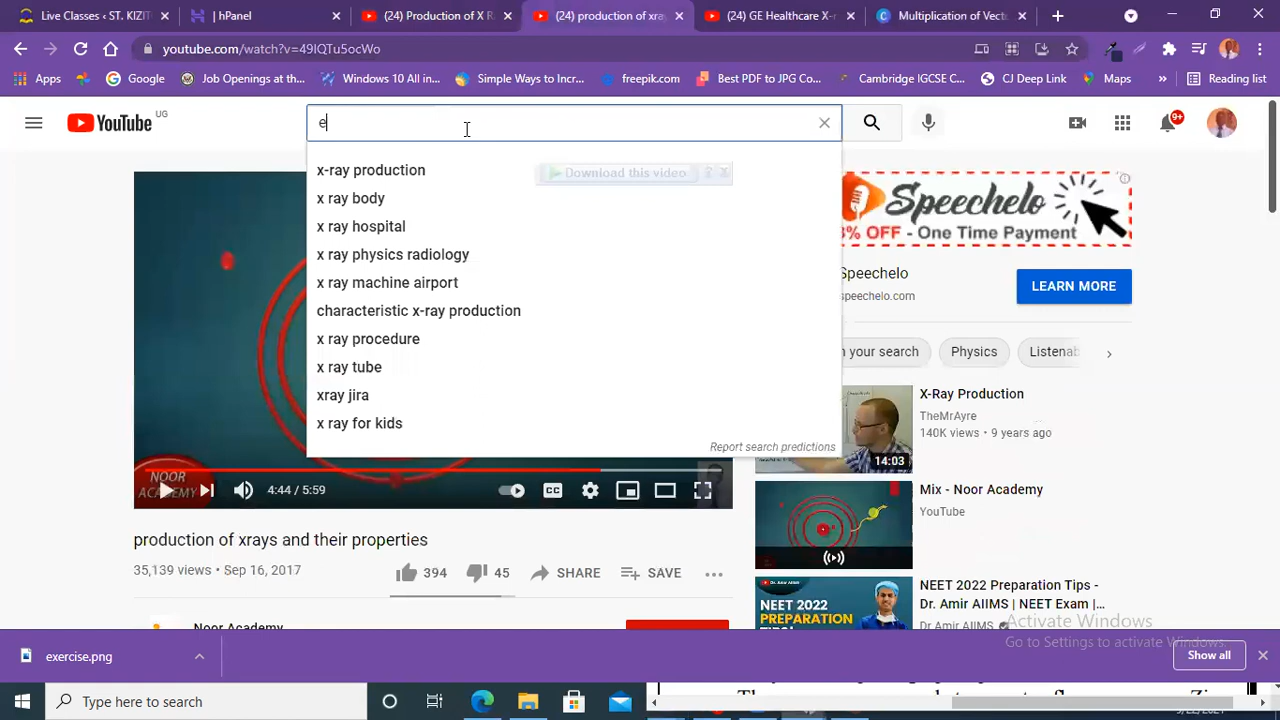 Live Classes < ST. KIZIT
hPanel
(24) Production of X R
(24) production of xray
(24) GE Healthcare X-r
Multiplication of Vecto
youtube.com/watch?v=49IQTu5ocWo
Apps
Google
Job Openings at the...
Windows 10 All in...
Simple Ways to Incr...
freepik.com
Best PDF to JPG Co...
Cambridge IGCSE C...
CJ Deep Link
Maps
»
Reading list
YouTube UG
e
9+
x-ray production
x ray body
x ray hospital
x ray physics radiology
x ray machine airport
characteristic x-ray production
x ray procedure
x ray tube
xray jira
x ray for kids
Report search predictions
Download this video ?
Speechelo
% OFF - One Time Payment
Speechelo
speechelo.com
LEARN MORE
your search
Physics
Listenab
X-Ray Production
TheMrAyre
140K views • 9 years ago
14:03
Mix - Noor Academy
YouTube
NOOR
ACADEMY
4:44 / 5:59
CC
production of xrays and their properties
35,139 views • Sep 16, 2017
394
45
SHARE
SAVE
Noor Academy
NEET 2022
PREPARATION
TIPS!
NEET 2022 Preparation Tips -
Dr. Amir AIIMS | NEET Exam |...
Dr Amir AIIMS
Activate Windows
Go to Settings to activate Windows.
exercise.png
Show all
Type here to search